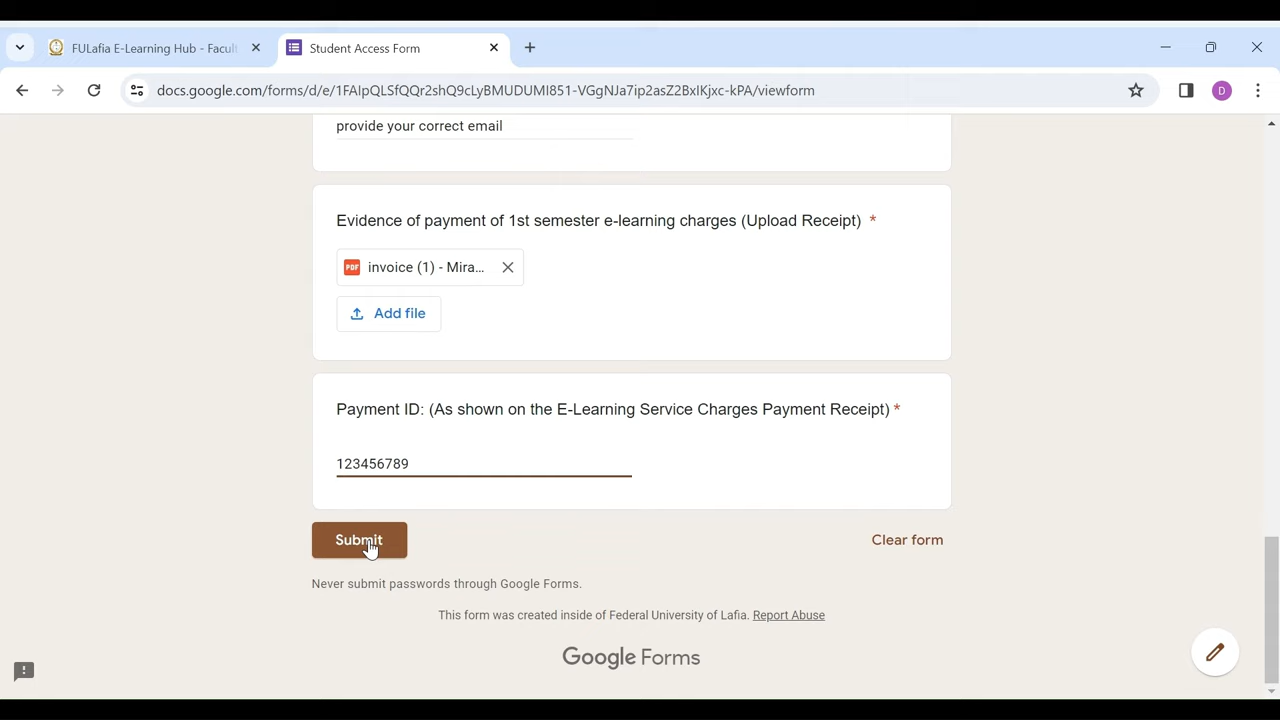 FULafia E-Learning Hub - Facul
Student Access Form
docs.google.com/forms/d/e/1FAIpQLSfQQr2shQ9cLyBMUDUMI851-VGgNJa7ip2asZ2BxIKjxc-kPA/viewform
D
provide your correct email
Evidence of payment of 1st semester e-learning charges (Upload Receipt) *
PDF invoice (1) - Mira...
Add file
Payment ID: (As shown on the E-Learning Service Charges Payment Receipt) *
123456789
Submit
Clear form
Never submit passwords through Google Forms.
This form was created inside of Federal University of Lafia. Report Abuse
Google Forms